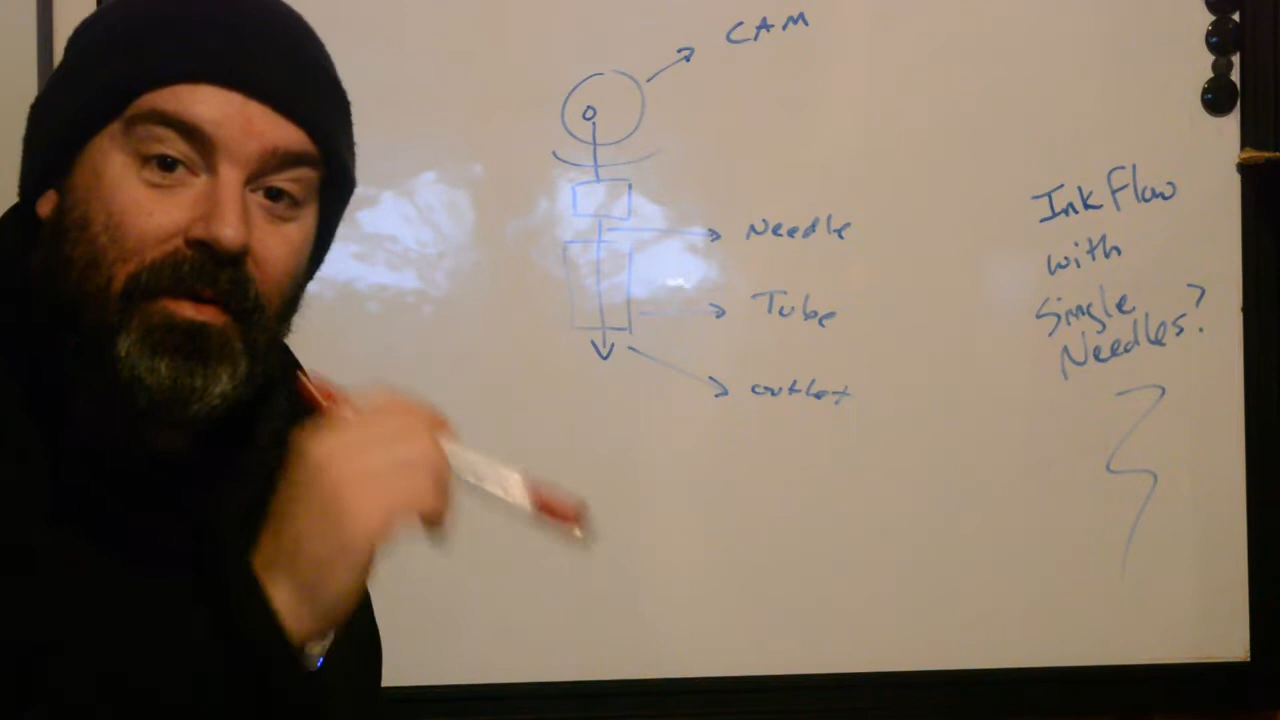 CAM
Needle
Tube
outlet
Ink Flow
with
Single
Needles?